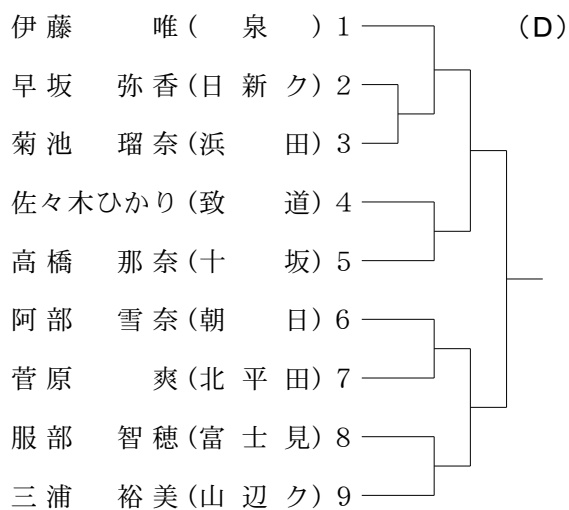 伊藤　唯(　泉　) 1　(D)
早坂　弥香(日新ク) 2
菊池　瑠奈(浜　田) 3
佐々木ひかり(致　道) 4
高橋　那奈(十　坂) 5
阿部　雪奈(朝　日) 6
菅原　爽(北平田) 7
服部　智穂(富士見) 8
三浦　裕美(山辺ク) 9